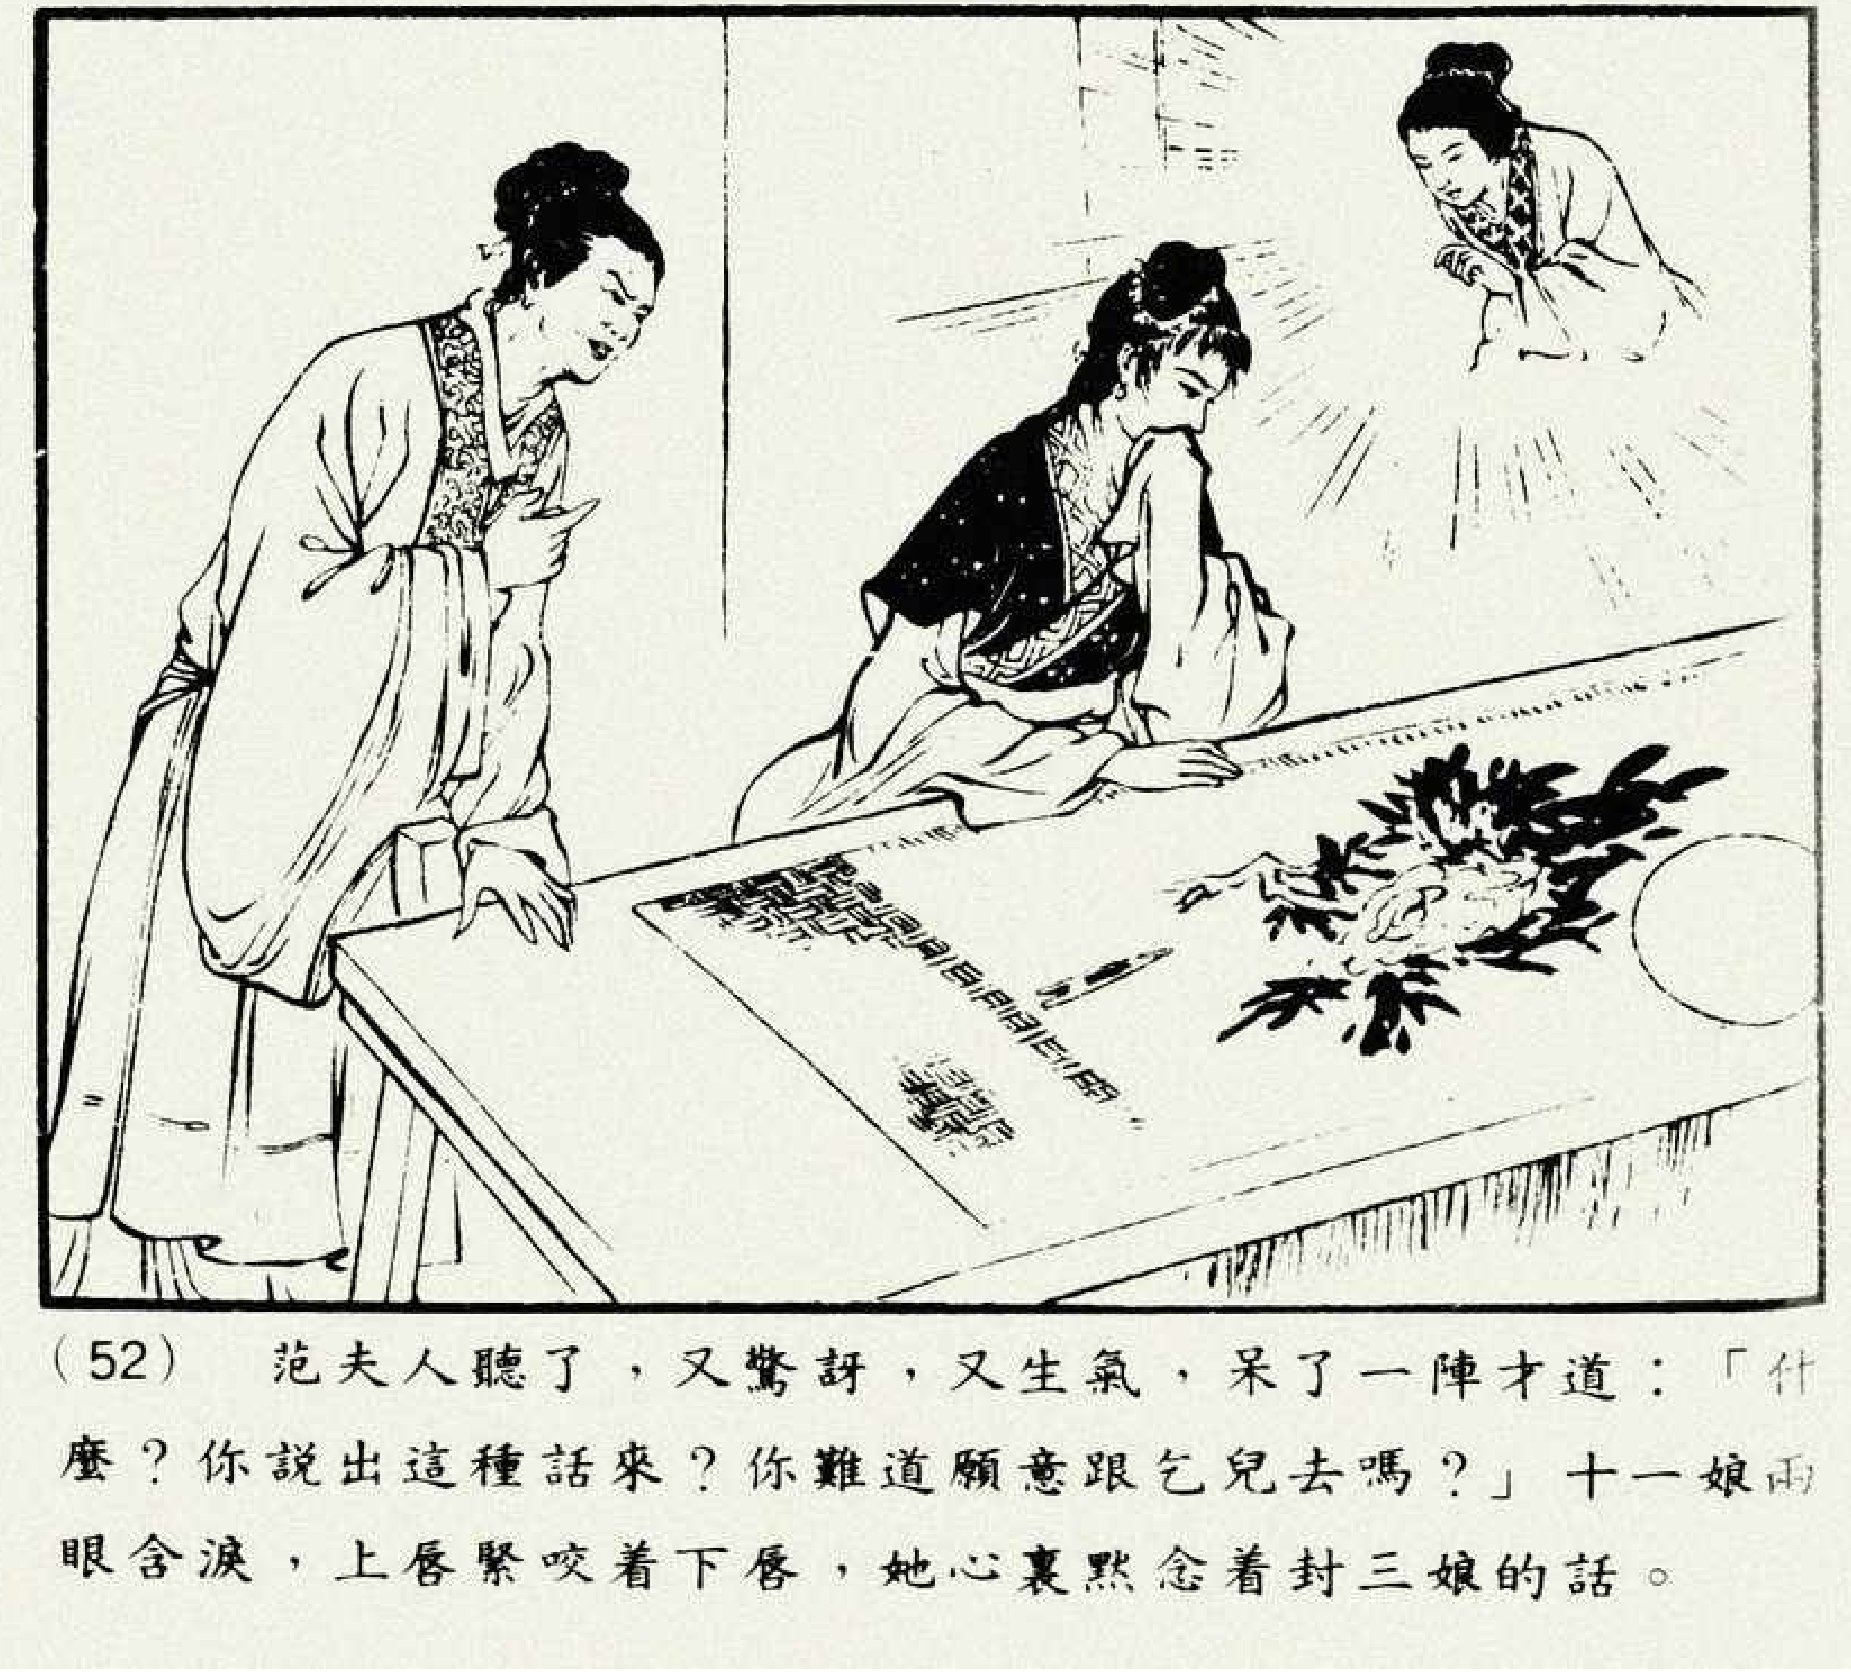 (52) 范夫人聽了，又驚訝，又生氣，呆了一陣才道：「什
麼？你説出這種話來？你難道願意跟乞兒去嗎？」十一娘兩
眼含淚，上唇緊咬着下唇，她心裏默念着封三娘的話。